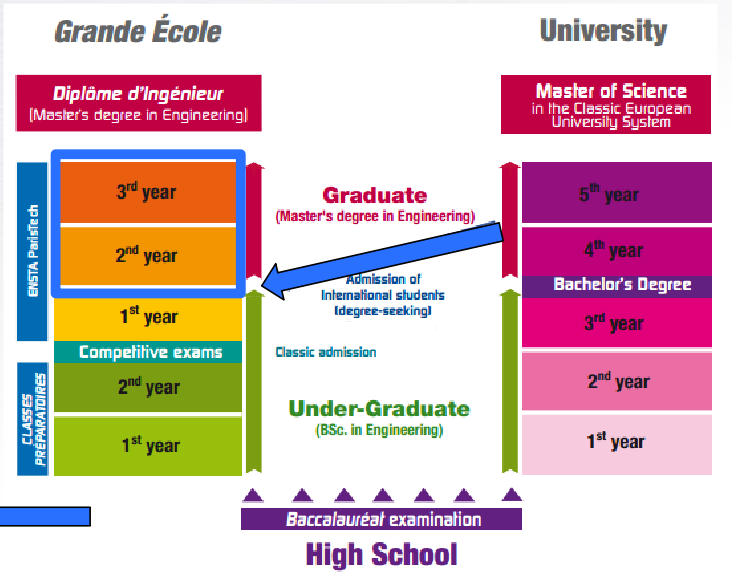 Grande École
University
Diplôme d'Ingénieur
(Master's degree in Engineering)
Master of Science
in the Classic European
University System
ENSTA ParisTech
3rd year
2nd year
1st year
Competitive exams
CLASSES
PRÉPARATOIRES
2nd year
1st year
Graduate
(Master's degree in Engineering)
Admission of
International students
(degree-seeking)
Classic admission
Under-Graduate
(BSc. in Engineering)
5th year
4th year
Bachelor's Degree
3rd year
2nd year
1st year
Baccalauréat examination
High School